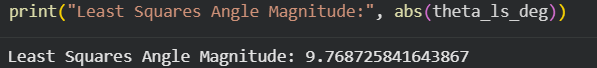 print("Least Squares Angle Magnitude:", abs(theta_ls_deg))
Least Squares Angle Magnitude: 9.768725841643867